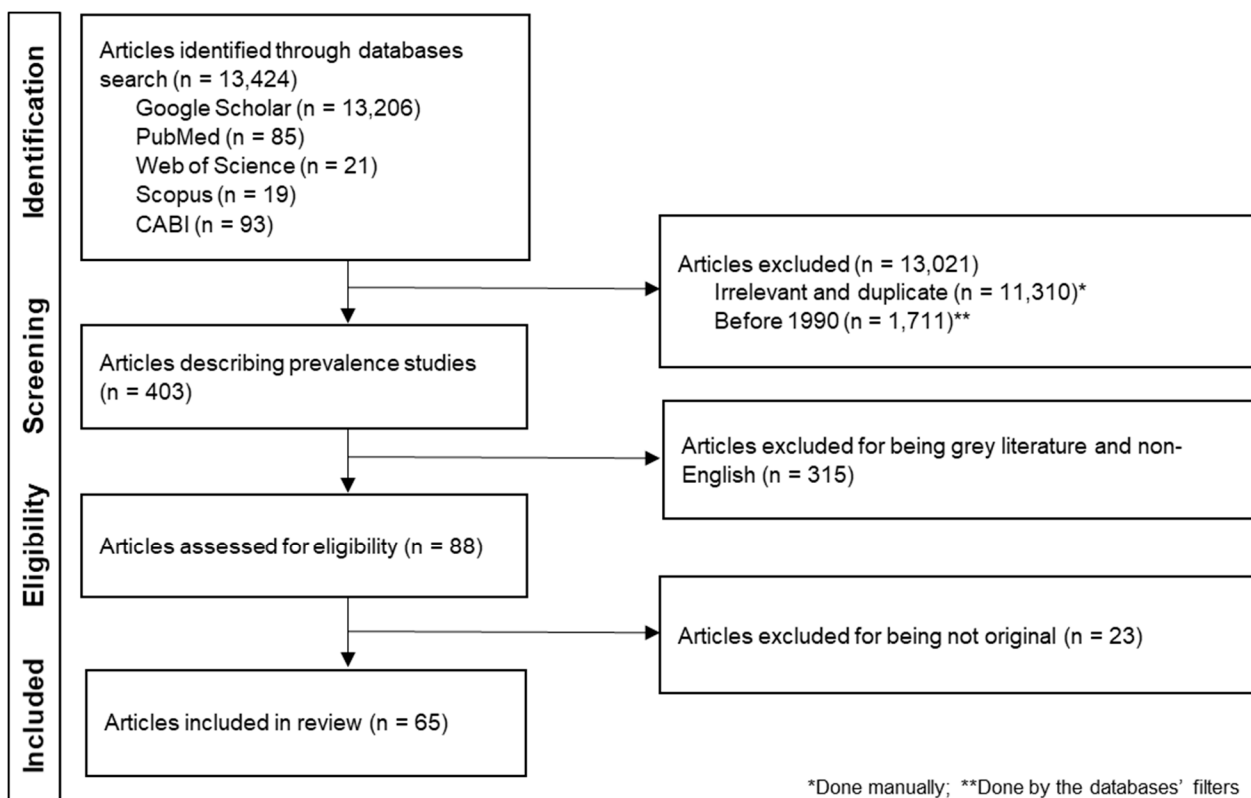 Identification
Articles identified through databases
search (n = 13,424)
Google Scholar (n = 13,206)
PubMed (n = 85)
Web of Science (n = 21)
Scopus (n = 19)
CABI (n = 93)
Articles excluded (n = 13,021)
Irrelevant and duplicate (n = 11,310)*
Before 1990 (n = 1,711)**
Screening
Articles describing prevalence studies
(n = 403)
Articles excluded for being grey literature and non-
English (n = 315)
Eligibility
Articles assessed for eligibility (n = 88)
Articles excluded for being not original (n = 23)
Included
Articles included in review (n = 65)
*Done manually; **Done by the databases' filters